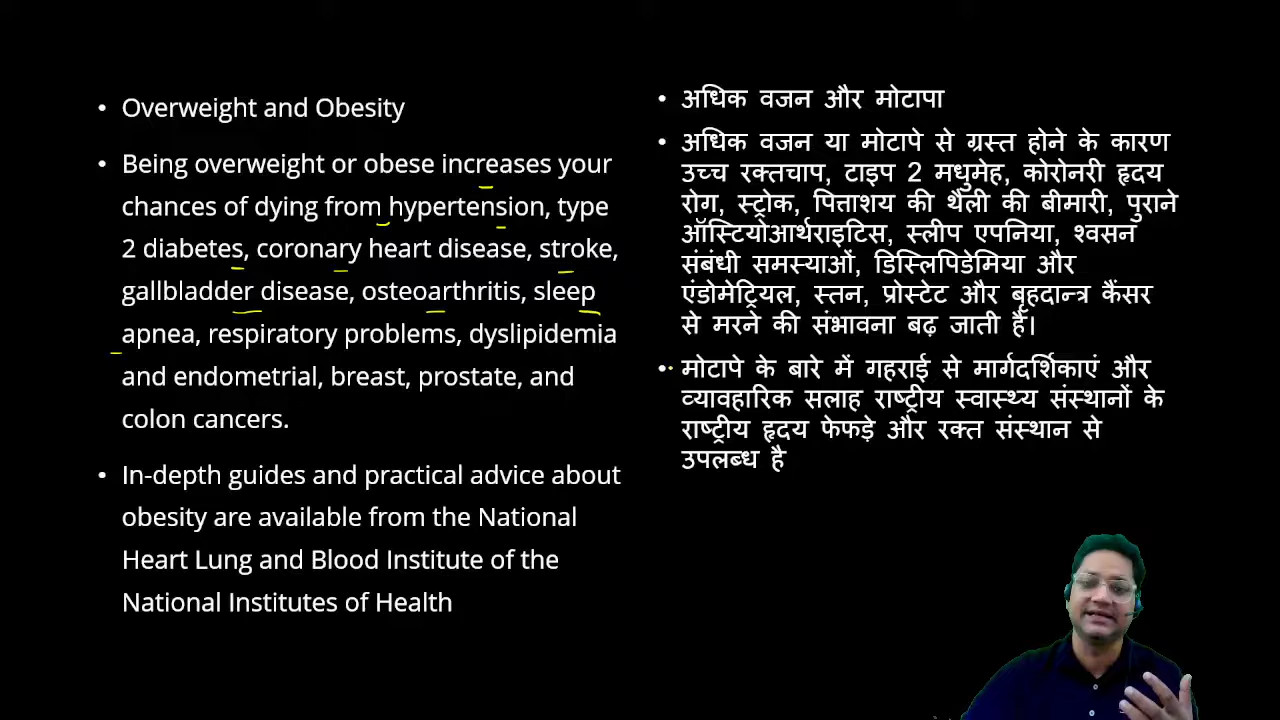 • Overweight and Obesity
• Being overweight or obese increases your
chances of dying from hypertension, type
2 diabetes, coronary heart disease, stroke,
gallbladder disease, osteoarthritis, sleep
apnea, respiratory problems, dyslipidemia
and endometrial, breast, prostate, and
colon cancers.
• In-depth guides and practical advice about
obesity are available from the National
Heart Lung and Blood Institute of the
National Institutes of Health
• अधिक वजन और मोटापा
• अधिक वजन या मोटापे से ग्रस्त होने के कारण
उच्च रक्तचाप, टाइप 2 मधुमेह, कोरोनरी हृदय
रोग, स्ट्रोक, पित्ताशय की थैली की बीमारी, पुराने
ऑस्टियोआर्थराइटिस, स्लीप एपनिया, श्वसन
संबंधी समस्याओं, डिस्लिपिडेमिया और
एंडोमेट्रियल, स्तन, प्रोस्टेट और बृहदान्त्र कैंसर
से मरने की संभावना बढ़ जाती है।
• मोटापे के बारे में गहराई से मार्गदर्शिकाएं और
व्यावहारिक सलाह राष्ट्रीय स्वास्थ्य संस्थानों के
राष्ट्रीय हृदय फेफड़े और रक्त संस्थान से
उपलब्ध है